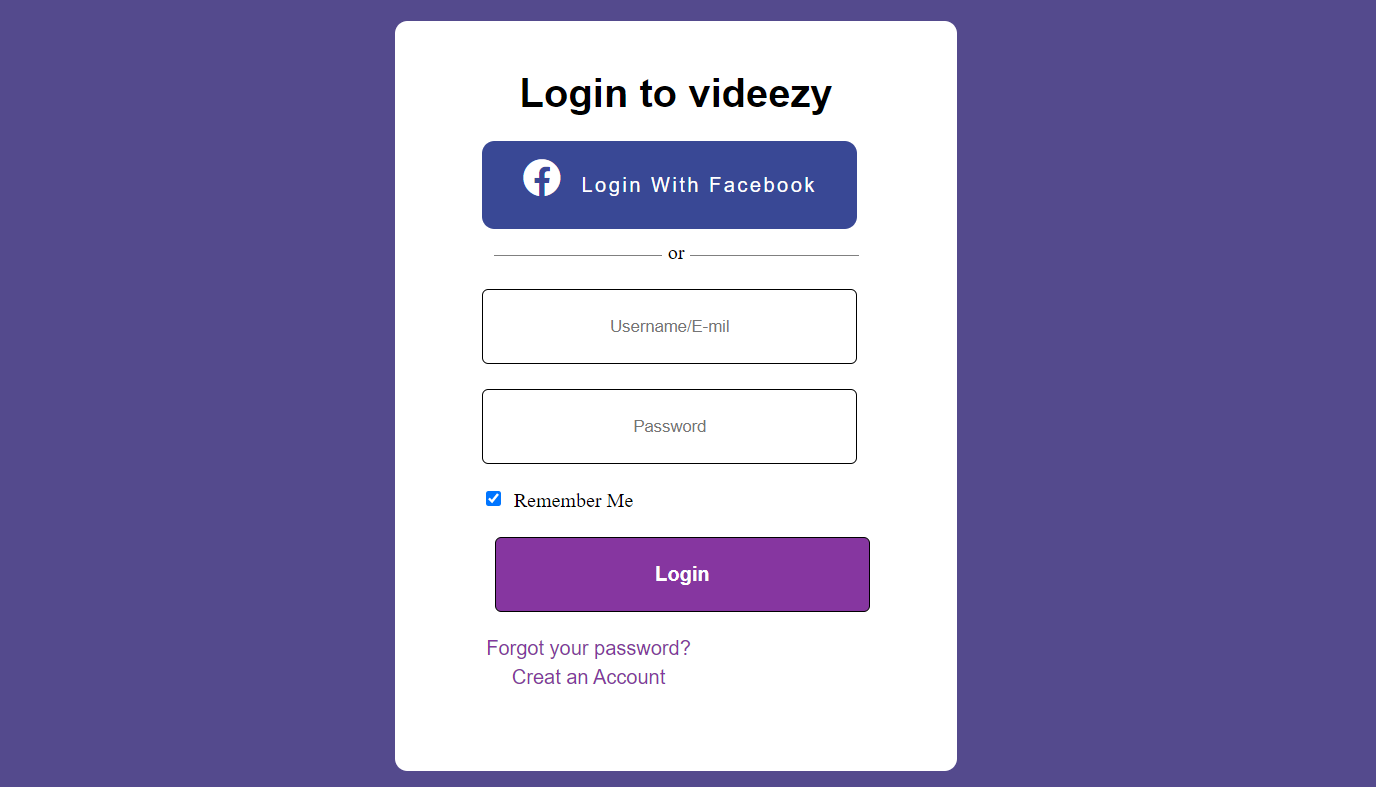 Login to videezy
Login With Facebook
or
Username/E-mil
Password
Remember Me
Login
Forgot your password?
Creat an Account